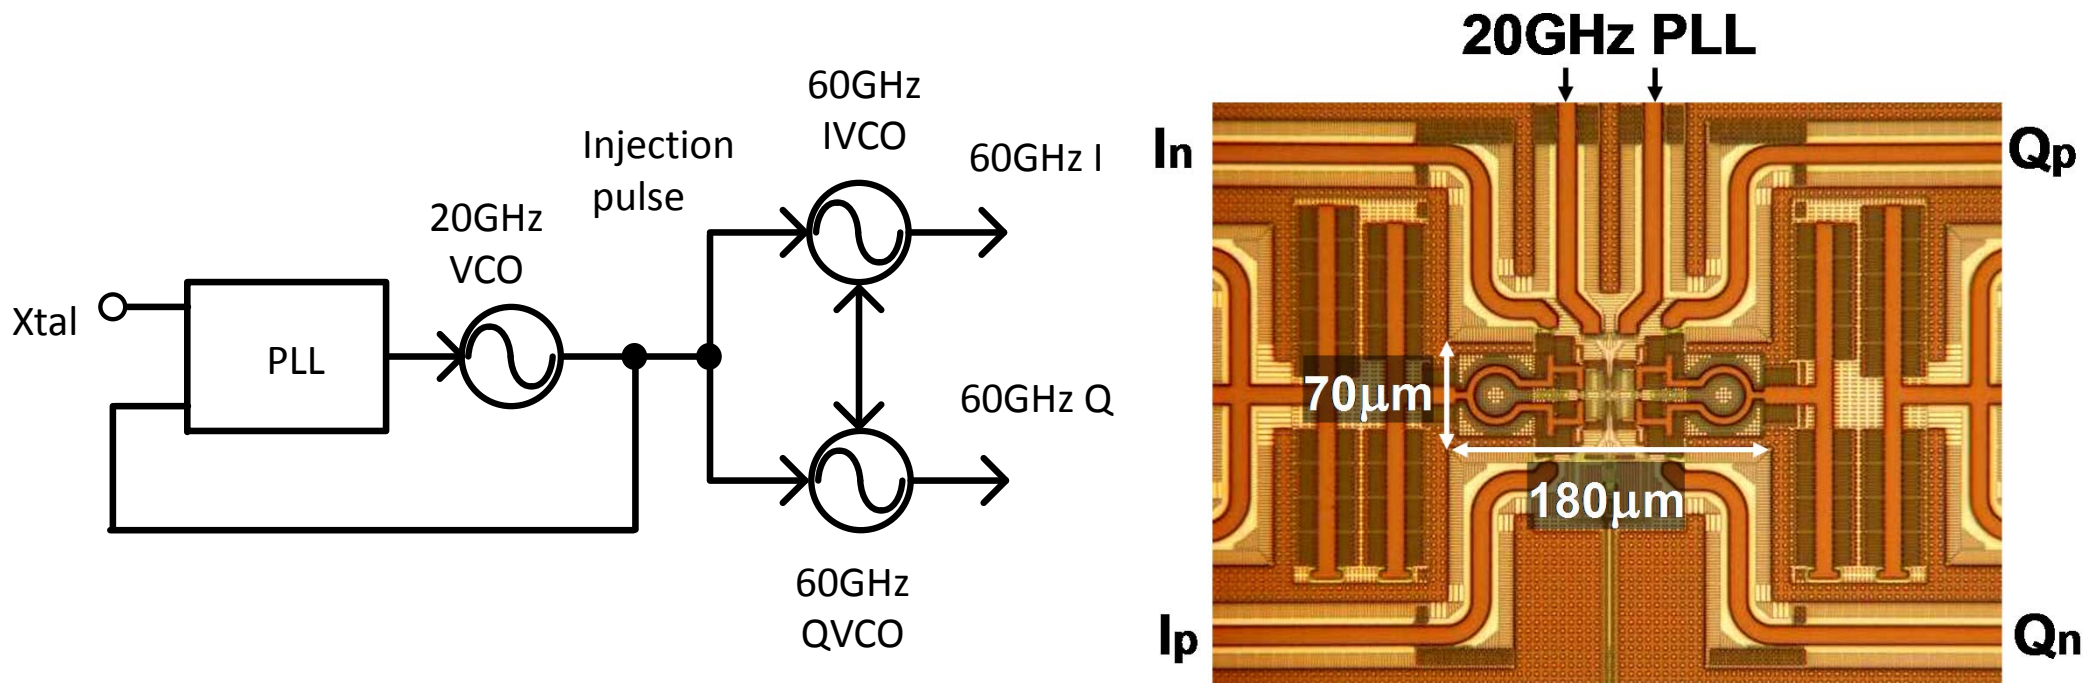 60GHz
IVCO
Injection
pulse
60GHz I
20GHz
VCO
Xtal
PLL
60GHz Q
60GHz
QVCO
20GHz PLL
In
Qp
70μm
180μm
Ip
Qn